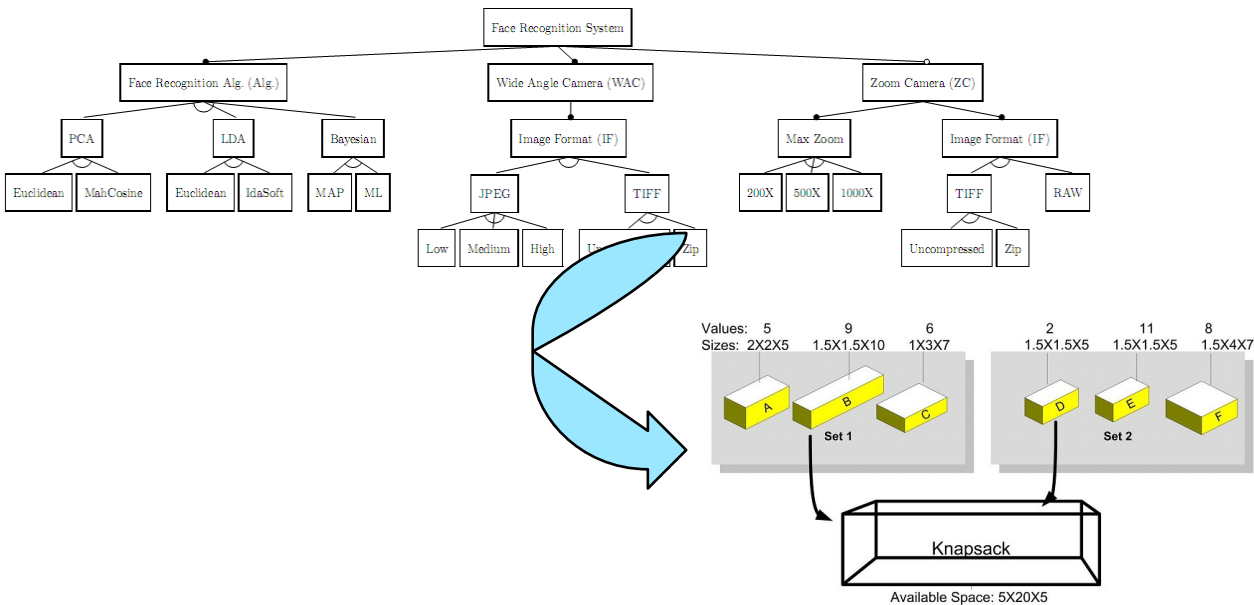 Face Recognition System
Face Recognition Alg. (Alg.) Wide Angle Camera (WAC) Zoom Camera (ZC)
PCA LDA Bayesian Image Format (IF) Max Zoom Image Format (IF)
Euclidean MahCosine Euclidean IdaSoft MAP ML JPEG TIFF 200X 500X 1000X TIFF RAW
Low Medium High Zip Uncompressed Zip
Values: 5 9 6 2 11 8
Sizes: 2X2X5 1.5X1.5X10 1X3X7 1.5X1.5X5 1.5X1.5X5 1.5X4X7
A B C D E F
Set 1 Set 2
Knapsack
Available Space: 5X20X5